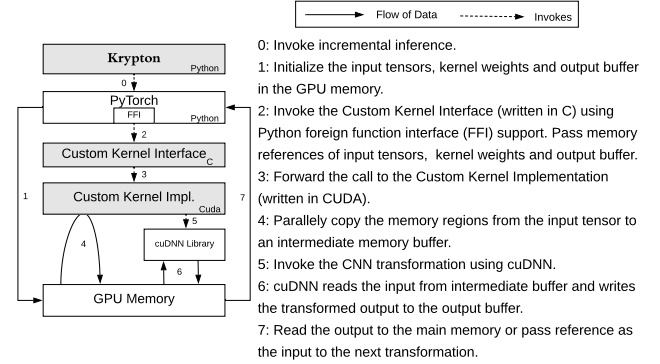 Flow of Data
Invokes
Krypton
Python
0
PyTorch
FFI
Python
2
Custom Kernel Interface
C
3
Custom Kernel Impl.
Cuda
5
1
4
cuDNN Library
7
6
GPU Memory
0: Invoke incremental inference.
1: Initialize the input tensors, kernel weights and output buffer
in the GPU memory.
2: Invoke the Custom Kernel Interface (written in C) using
Python foreign function interface (FFI) support. Pass memory
references of input tensors, kernel weights and output buffer.
3: Forward the call to the Custom Kernel Implementation
(written in CUDA).
4: Parallely copy the memory regions from the input tensor to
an intermediate memory buffer.
5: Invoke the CNN transformation using cuDNN.
6: cuDNN reads the input from intermediate buffer and writes
the transformed output to the output buffer.
7: Read the output to the main memory or pass reference as
the input to the next transformation.